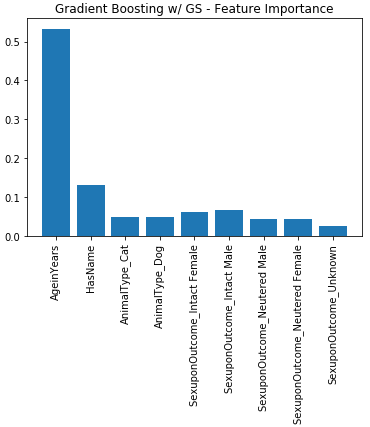 Gradient Boosting w/ GS - Feature Importance
0.5
0.4
0.3
0.2
0.1
0.0
AgeinYears
HasName
AnimalType_Cat
AnimalType_Dog
SexuponOutcome_Intact Female
SexuponOutcome_Intact Male
SexuponOutcome_Neutered Male
SexuponOutcome_Neutered Female
SexuponOutcome_Unknown